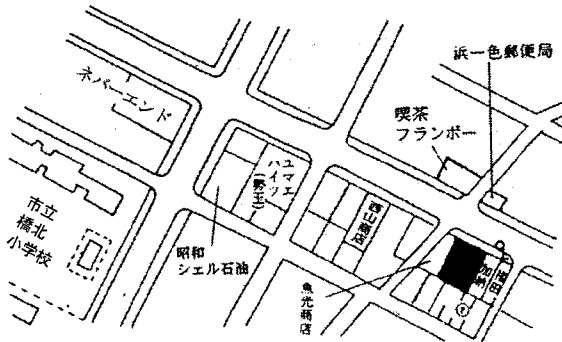 浜一色郵便局
ネバーエンド
喫茶
フランボー
ユマエ
ハイツ
(野玉)
西山商店
市立
橋北
小学校
昭和
シェル石油
魚光商店
加納
増田